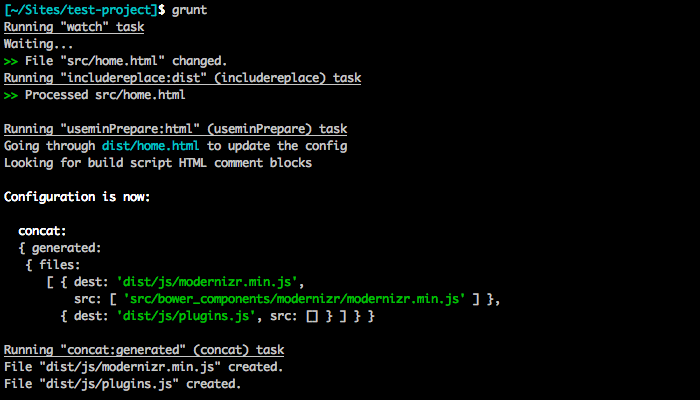 [~/Sites/test-project]$ grunt
Running "watch" task
Waiting...
>> File "src/home.html" changed.
Running "includereplace:dist" (includereplace) task
>> Processed src/home.html
Running "useminPrepare:html" (useminPrepare) task
Going through dist/home.html to update the config
Looking for build script HTML comment blocks
Configuration is now:
concat:
{ generated:
{ files:
[ { dest: 'dist/js/modernizr.min.js',
src: [ 'src/bower_components/modernizr/modernizr.min.js' ] },
{ dest: 'dist/js/plugins.js', src: [] } ] } }
Running "concat:generated" (concat) task
File "dist/js/modernizr.min.js" created.
File "dist/js/plugins.js" created.